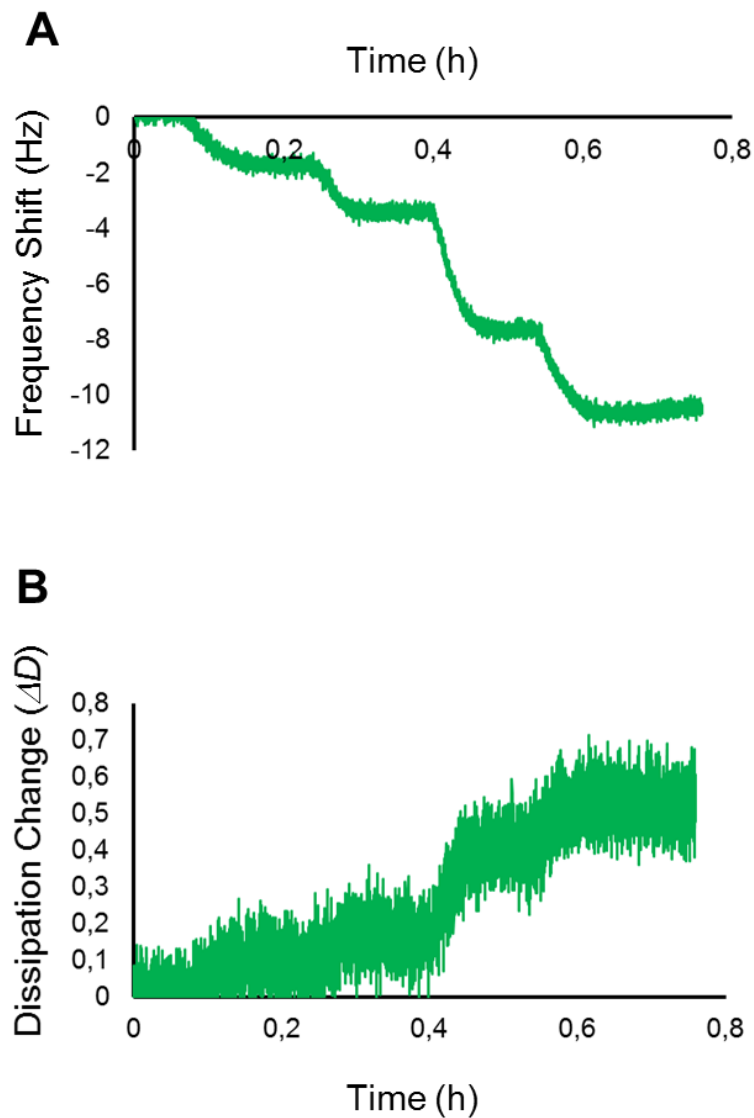 A
Time (h)
Frequency Shift (Hz)
0
-2
-4
-6
-8
-10
-12
0 0,2 0,4 0,6 0,8
B
Dissipation Change (ΔD)
0,8
0,7
0,6
0,5
0,4
0,3
0,2
0,1
0
0 0,2 0,4 0,6 0,8
Time (h)